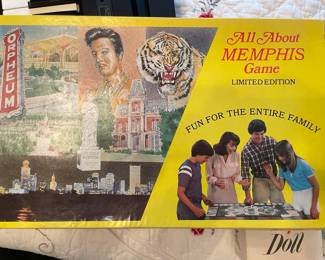 ORPHEUM
All About
MEMPHIS
Game
LIMITED EDITION
FUN FOR THE ENTIRE FAMILY
Doll